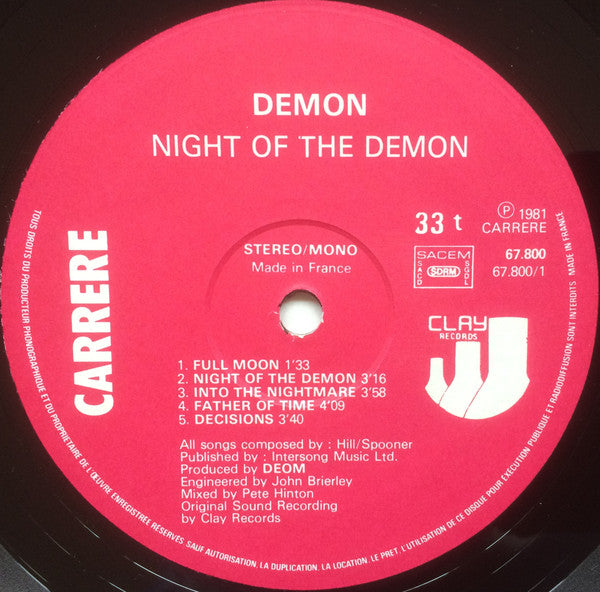 DEMON
NIGHT OF THE DEMON
33 t
℗ 1981
CARRERE
STEREO/MONO
Made in France
SACEM
SACD
SDRM
SGDL
67.800
67.800/1
CARRERE
CLAY
RECORDS
1. FULL MOON 1'33
2. NIGHT OF THE DEMON 3'16
3. INTO THE NIGHTMARE 3'58
4. FATHER OF TIME 4'09
5. DECISIONS 3'40
All songs composed by : Hill/Spooner
Published by : Intersong Music Ltd.
Produced by DEOM
Engineered by John Brierley
Mixed by Pete Hinton
Original Sound Recording
by Clay Records
TOUS DROITS DU PRODUCTEUR PHONOGRAPHIQUE ET DU PROPRIETAIRE DE L'ŒUVRE ENREGISTREE RESERVES. SAUF AUTORISATION, LA DUPLICATION, LA LOCATION, LE PRET, L'UTILISATION DE CE DISQUE POUR EXECUTION PUBLIQUE ET RADIODIFFUSION SONT INTERDITS. MADE IN FRANCE